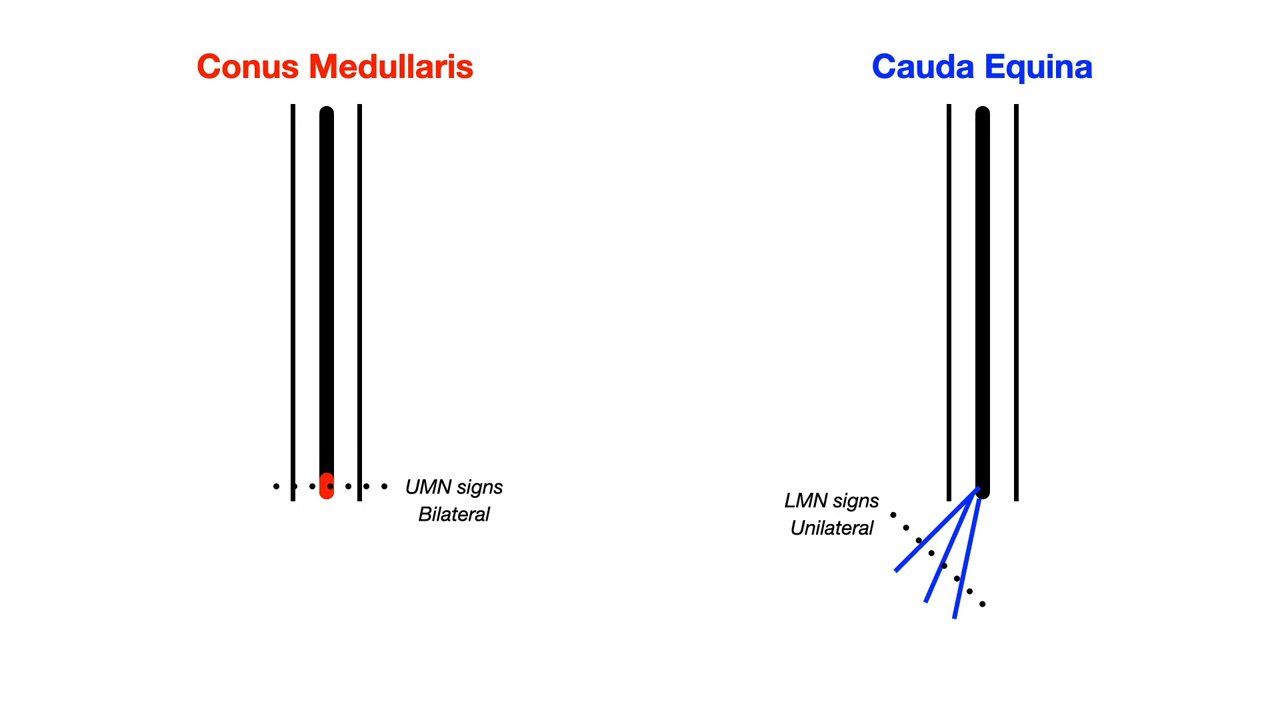 Conus Medullaris
Cauda Equina
UMN signs
Bilateral
LMN signs
Unilateral